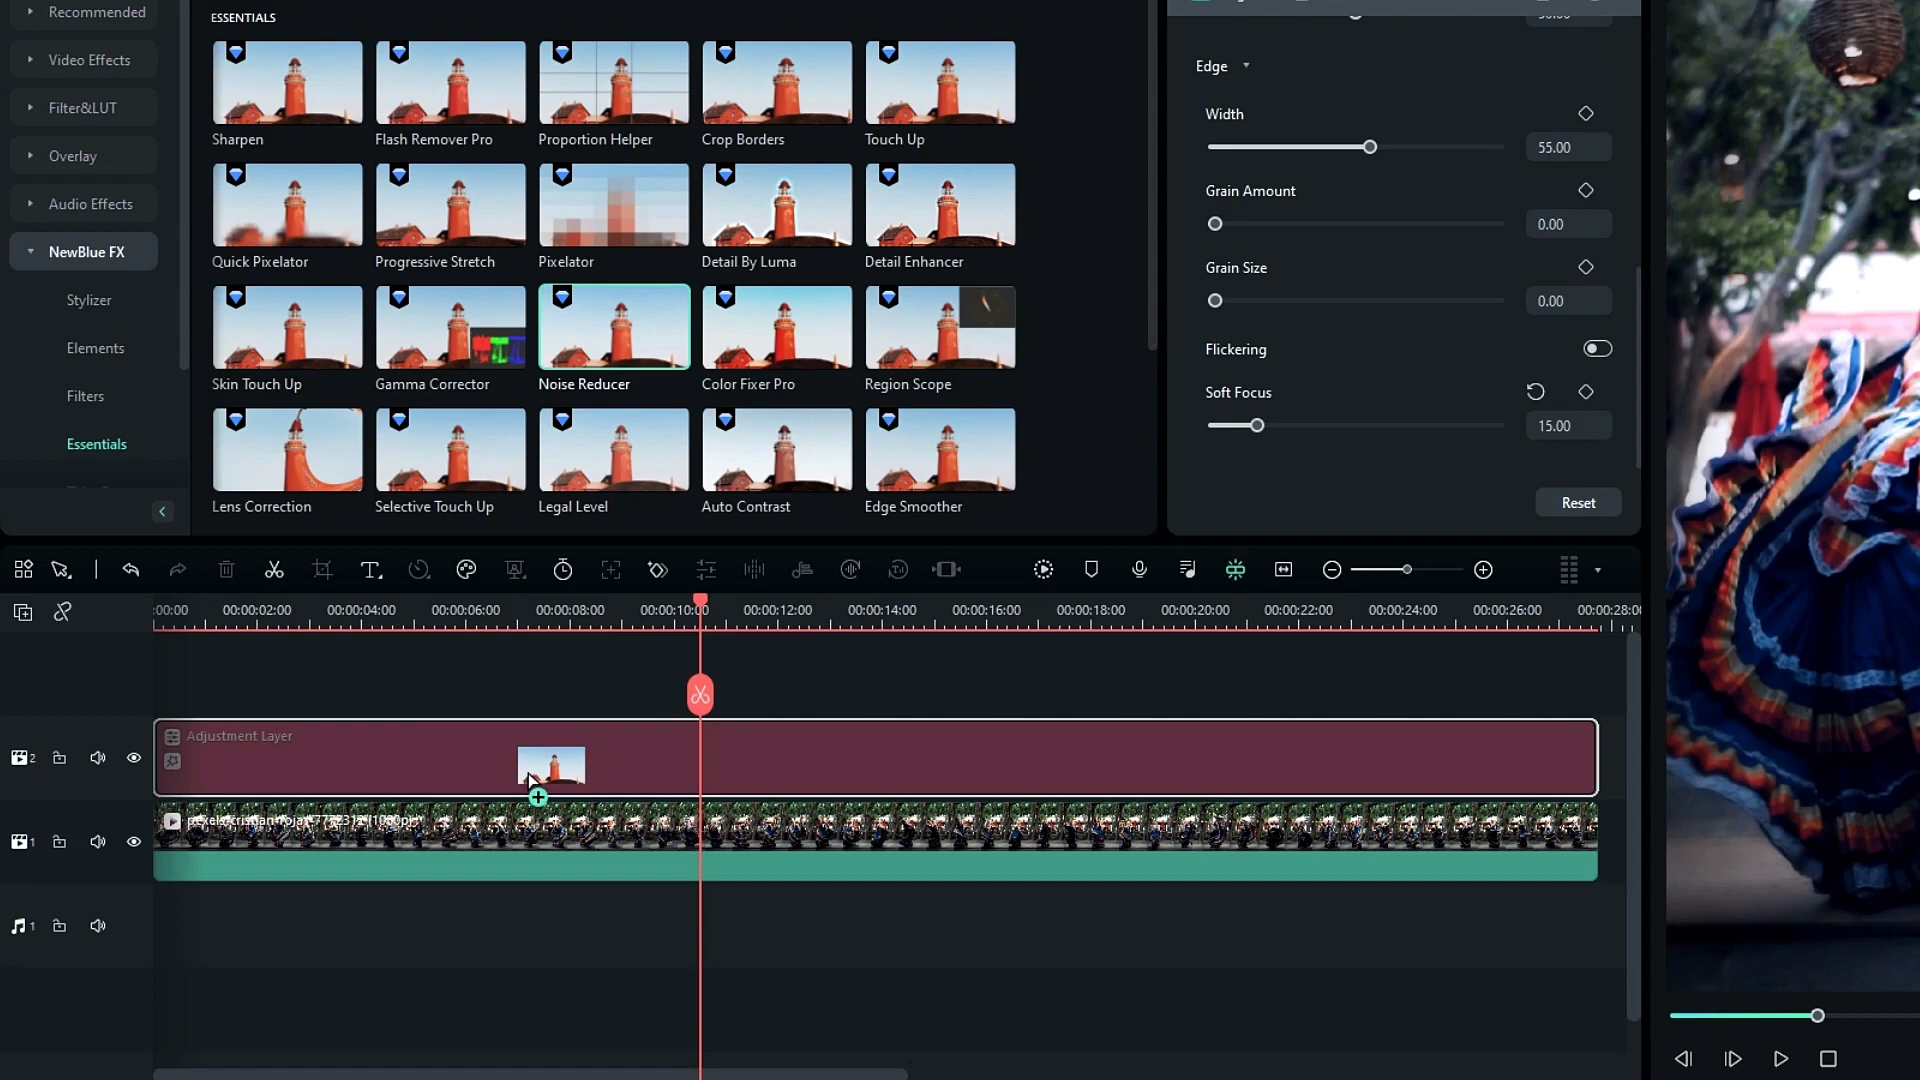 Recommended
Video Effects
Filter&LUT
Overlay
Audio Effects
NewBlue FX
Stylizer
Elements
Filters
Essentials
ESSENTIALS
Sharpen
Flash Remover Pro
Proportion Helper
Crop Borders
Touch Up
Quick Pixelator
Progressive Stretch
Pixelator
Detail By Luma
Detail Enhancer
Skin Touch Up
Gamma Corrector
Noise Reducer
Color Fixer Pro
Region Scope
Lens Correction
Selective Touch Up
Legal Level
Auto Contrast
Edge Smoother
Edge
Width
55.00
Grain Amount
0.00
Grain Size
0.00
Flickering
Soft Focus
15.00
Reset
:00:00 00:00:02:00 00:00:04:00 00:00:06:00 00:00:08:00 00:00:10:00 00:00:12:00 00:00:14:00 00:00:16:00 00:00:18:00 00:00:20:00 00:00:22:00 00:00:24:00 00:00:26:00 00:00:28:00
Adjustment Layer
2
1
1